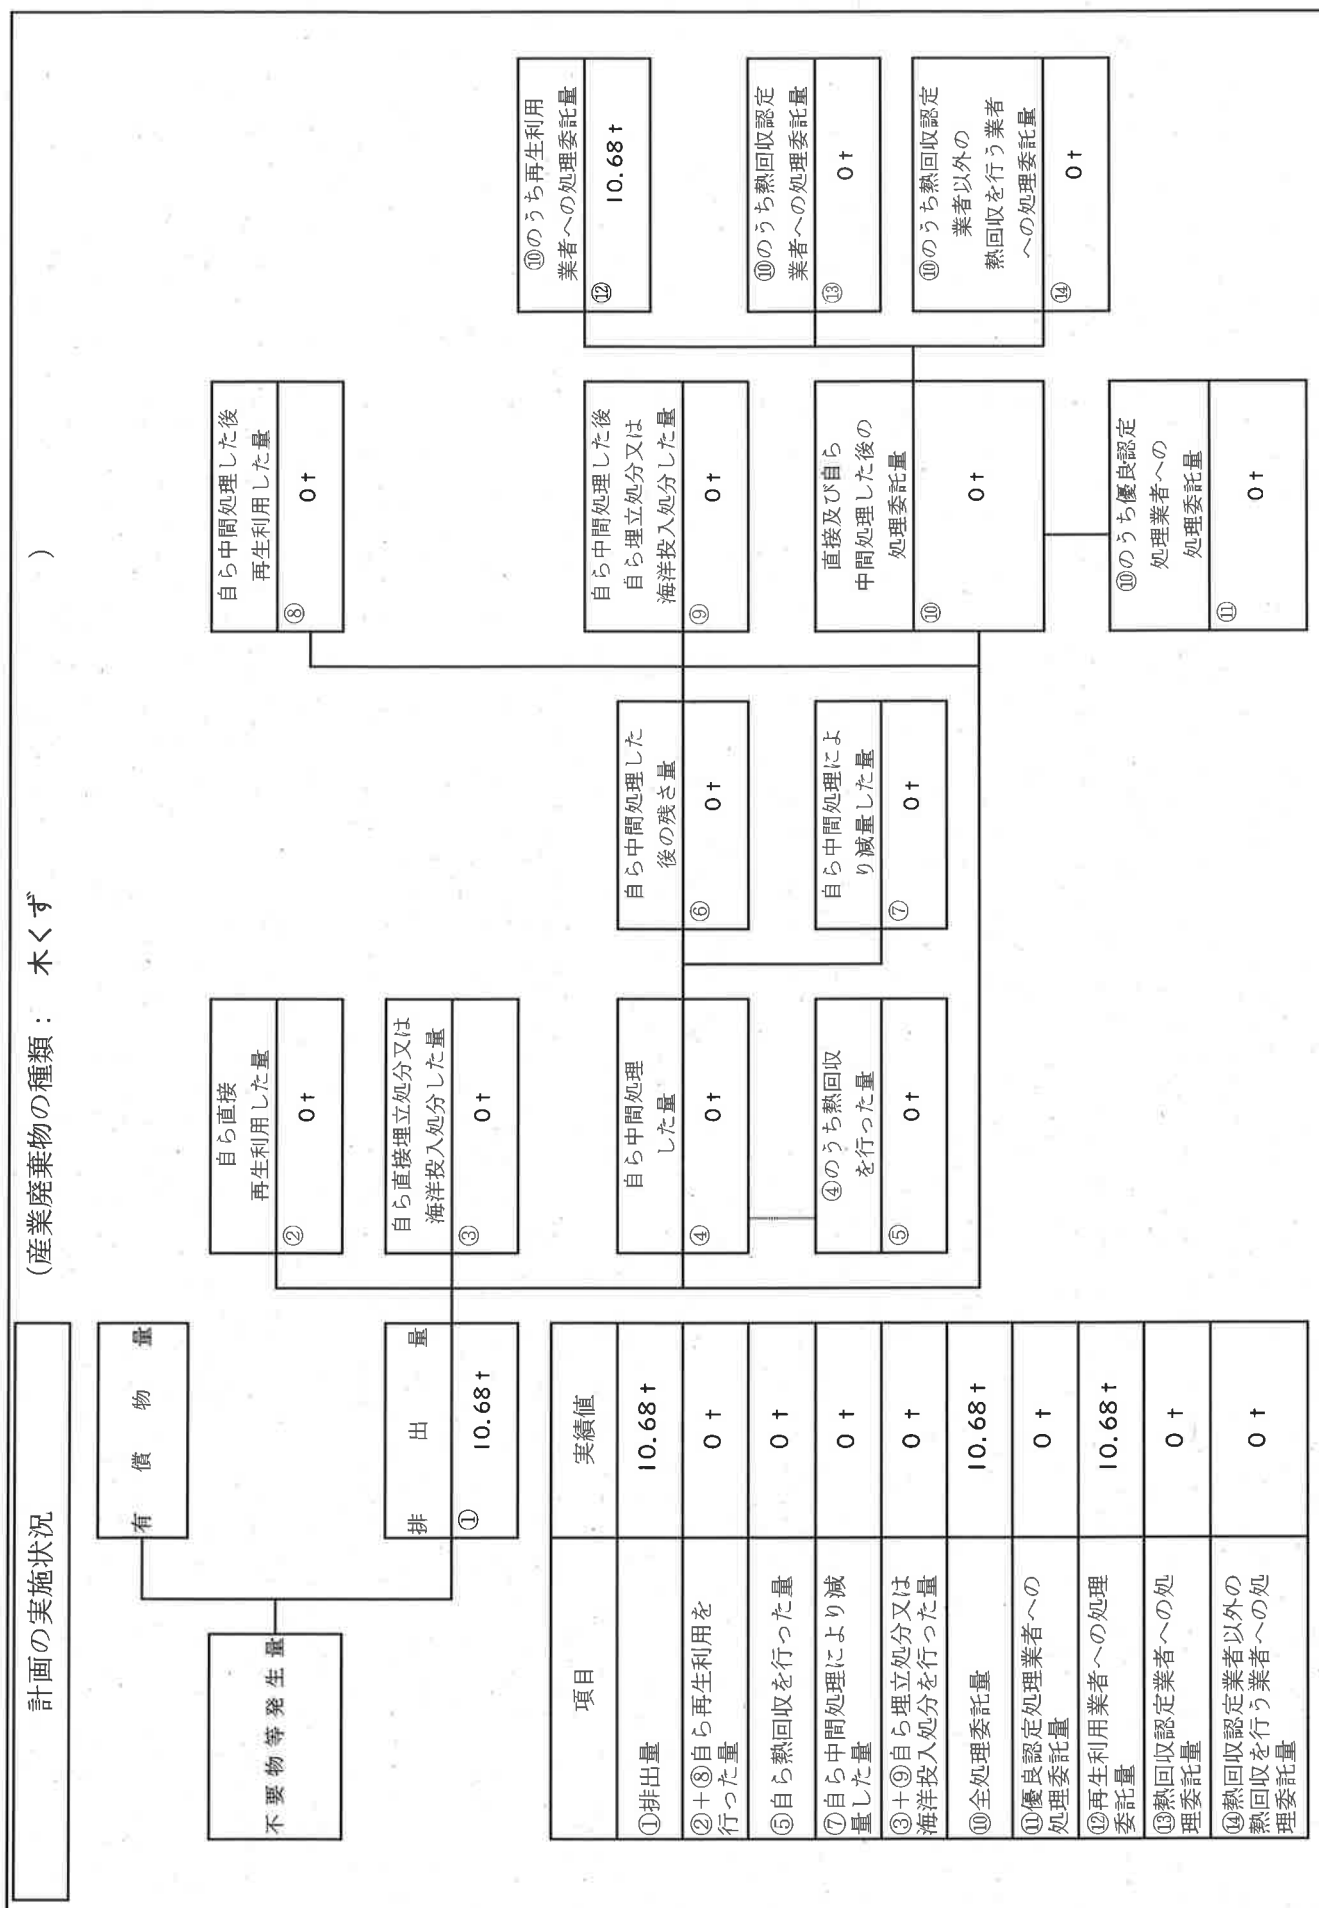 計画の実施状況
(産業廃棄物の種類： 木くず )
不要物等発生量
有償物量
排出量
①
10.68t
自ら直接
再生利用した量
②
0t
自ら直接埋立処分又は
海洋投入処分した量
③
0t
自ら中間処理
した量
④
0t
④のうち熱回収
を行った量
⑤
0t
自ら中間処理した
後の残さ量
⑥
0t
自ら中間処理によ
り減量した量
⑦
0t
自ら中間処理した後
再生利用した量
⑧
0t
自ら中間処理した後
自ら埋立処分又は
海洋投入処分した量
⑨
0t
直接及び自ら
中間処理した後の
処理委託量
⑩
0t
⑩のうち優良認定
処理業者への
処理委託量
⑪
0t
⑩のうち再生利用
業者への処理委託量
⑫
10.68t
⑩のうち熱回収認定
業者への処理委託量
⑬
0t
⑩のうち熱回収認定
業者以外の
熱回収を行う業者
への処理委託量
⑭
0t
項目 実績値
①排出量 10.68t
②+⑧自ら再生利用を
行った量 0t
⑤自ら熱回収を行った量 0t
⑦自ら中間処理により減
量した量 0t
③+⑨自ら埋立処分又は
海洋投入処分を行った量 0t
⑩全処理委託量 10.68t
⑪優良認定処理業者への
処理委託量 0t
⑫再生利用業者への処理
委託量 10.68t
⑬熱回収認定業者への処
理委託量 0t
⑭熱回収認定業者以外の
熱回収を行う業者への処
理委託量 0t